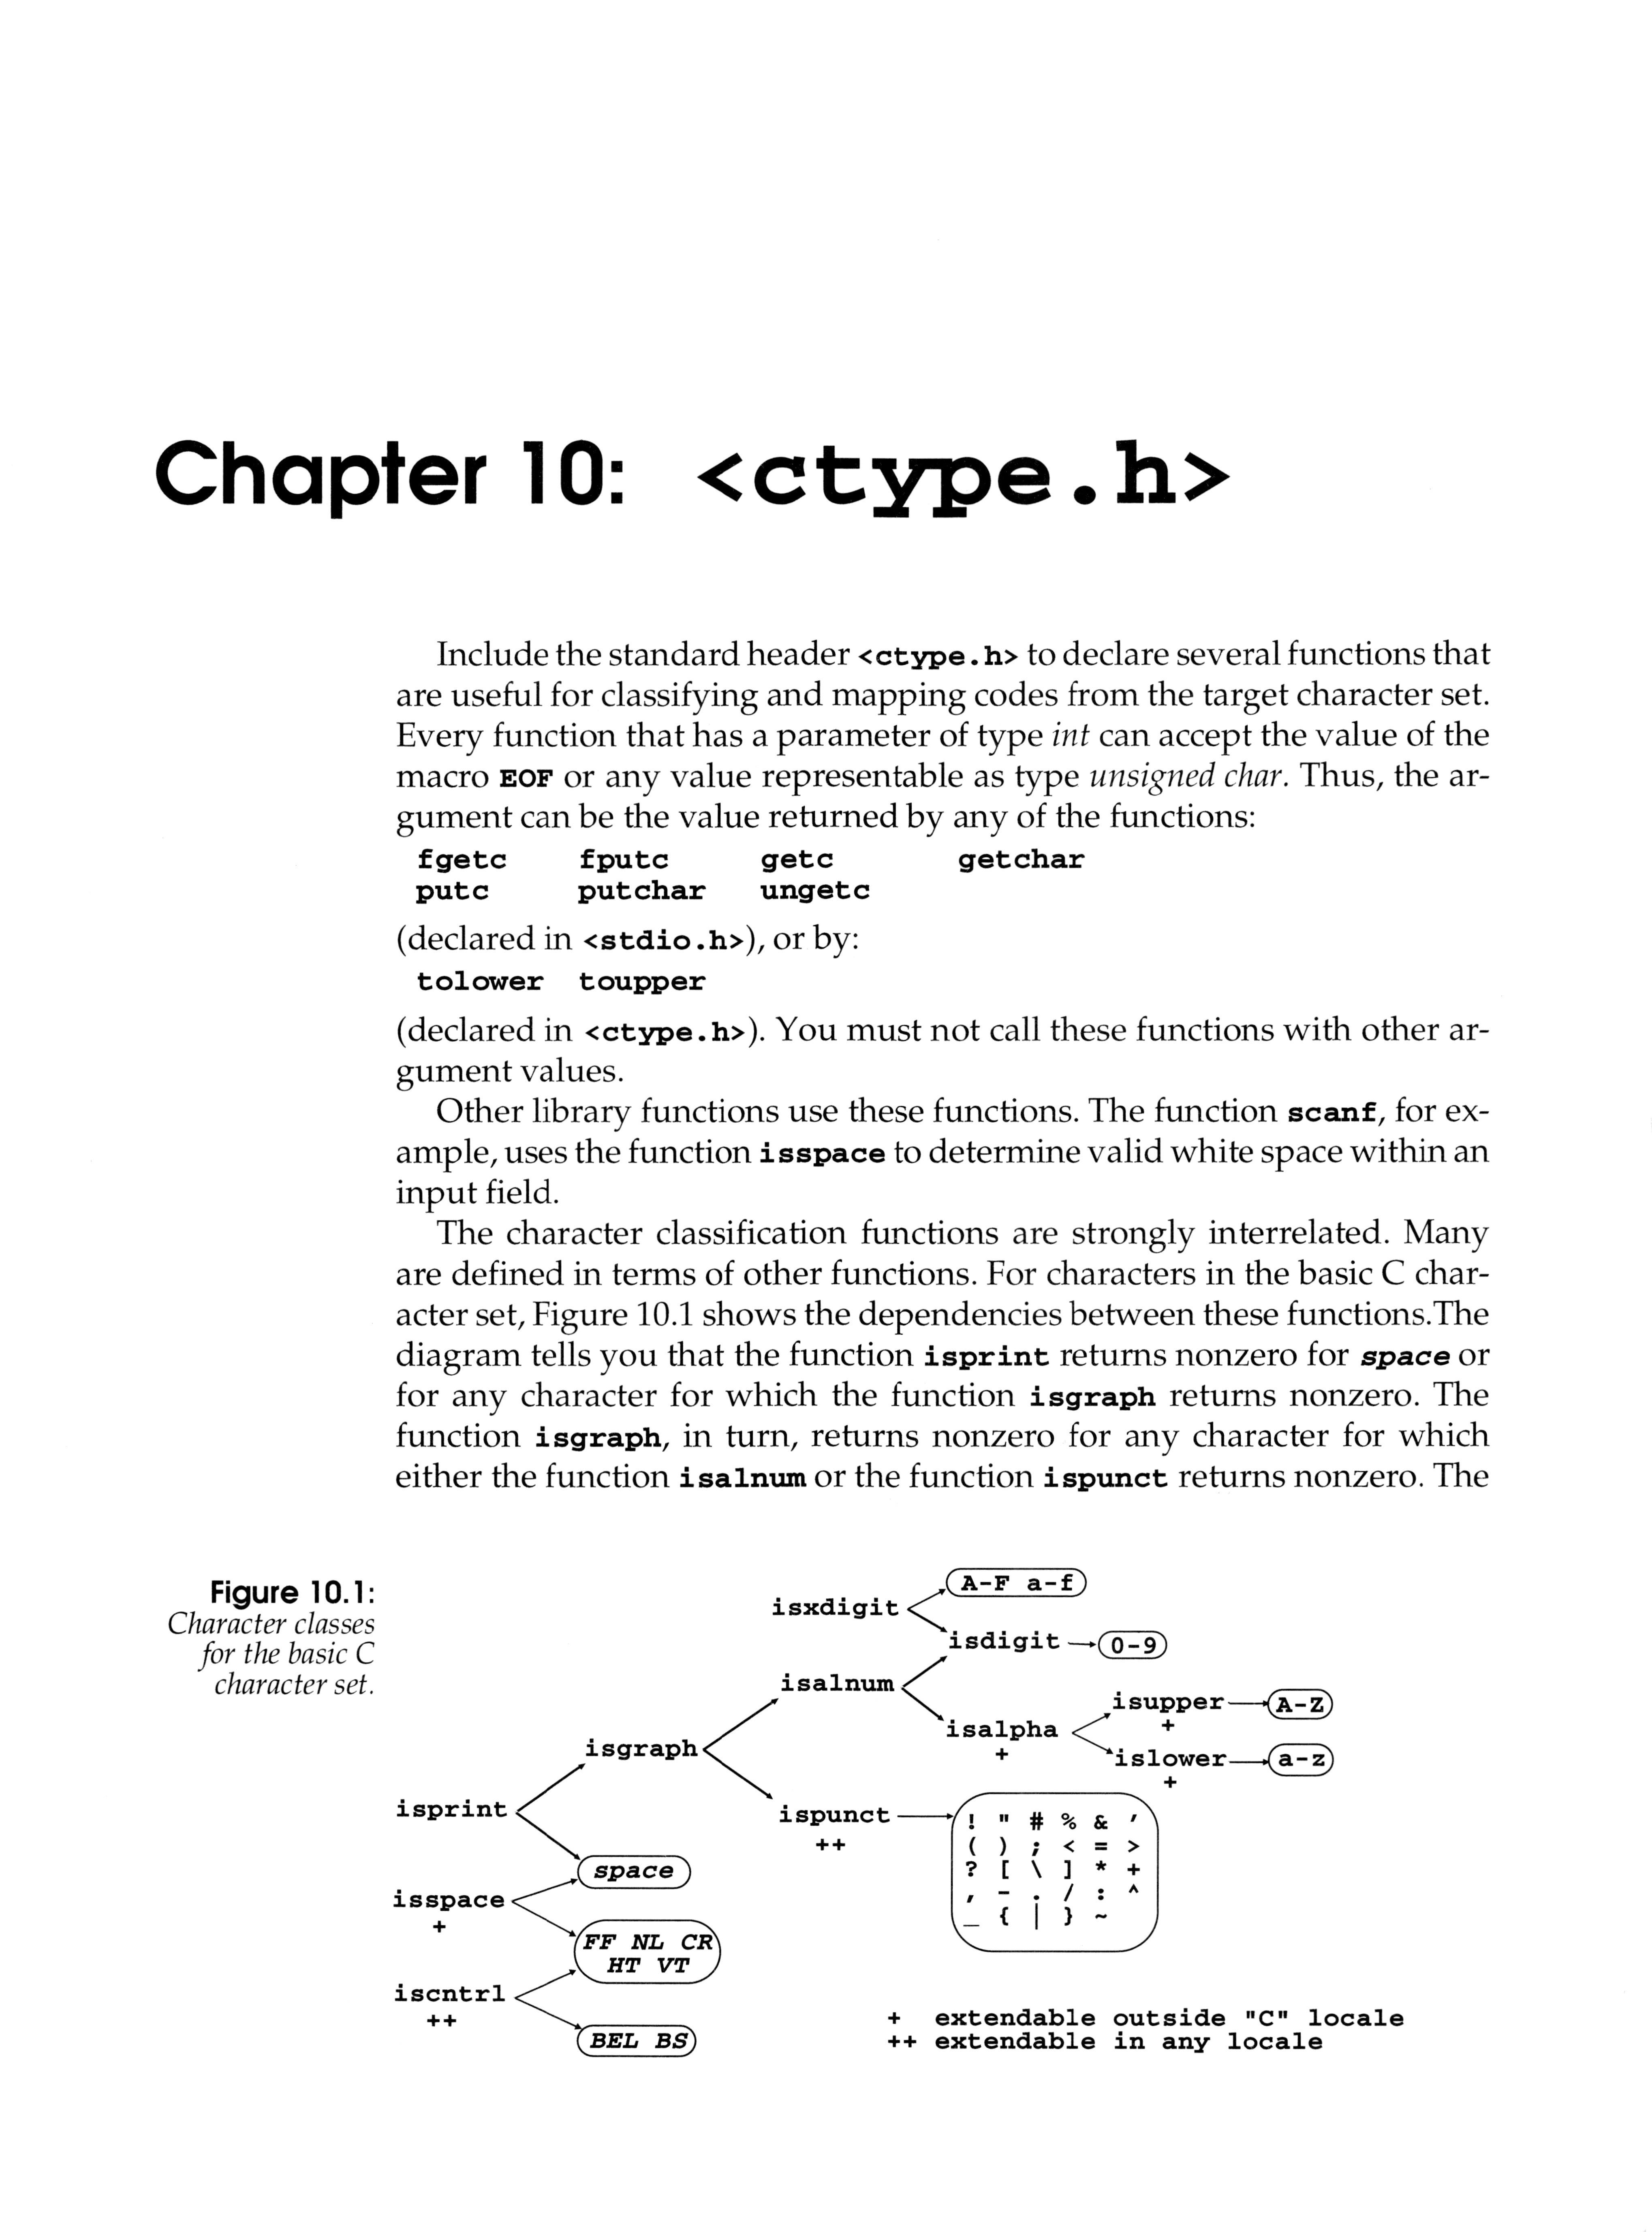 Chapter 10: <ctype.h>
Include the standard header <ctype.h> to declare several functions that
are useful for classifying and mapping codes from the target character set.
Every function that has a parameter of type int can accept the value of the
macro EOF or any value representable as type unsigned char. Thus, the ar-
gument can be the value returned by any of the functions:
fgetc fputc getc getchar
putc putchar ungetc
(declared in <stdio.h>), or by:
tolower toupper
(declared in <ctype.h>). You must not call these functions with other ar-
gument values.
Other library functions use these functions. The function scanf, for ex-
ample, uses the function isspace to determine valid white space within an
input field.
The character classification functions are strongly interrelated. Many
are defined in terms of other functions. For characters in the basic C char-
acter set, Figure 10.1 shows the dependencies between these functions.The
diagram tells you that the function isprint returns nonzero for space or
for any character for which the function isgraph returns nonzero. The
function isgraph, in turn, returns nonzero for any character for which
either the function isalnum or the function ispunct returns nonzero. The
Figure 10.1:
Character classes
for the basic C
character set.
A-F a-f
isxdigit
isdigit
0-9
isalnum
isupper
A-Z
+
isalpha
+
islower
a-z
+
isgraph
isprint
ispunct
++
! " # % & '
( ) ; < = >
? [ \ ] * +
, - . / : ^
_ { | } ~
space
isspace
+
FF NL CR
HT VT
iscntrl
++
BEL BS
+ extendable outside "C" locale
++ extendable in any locale